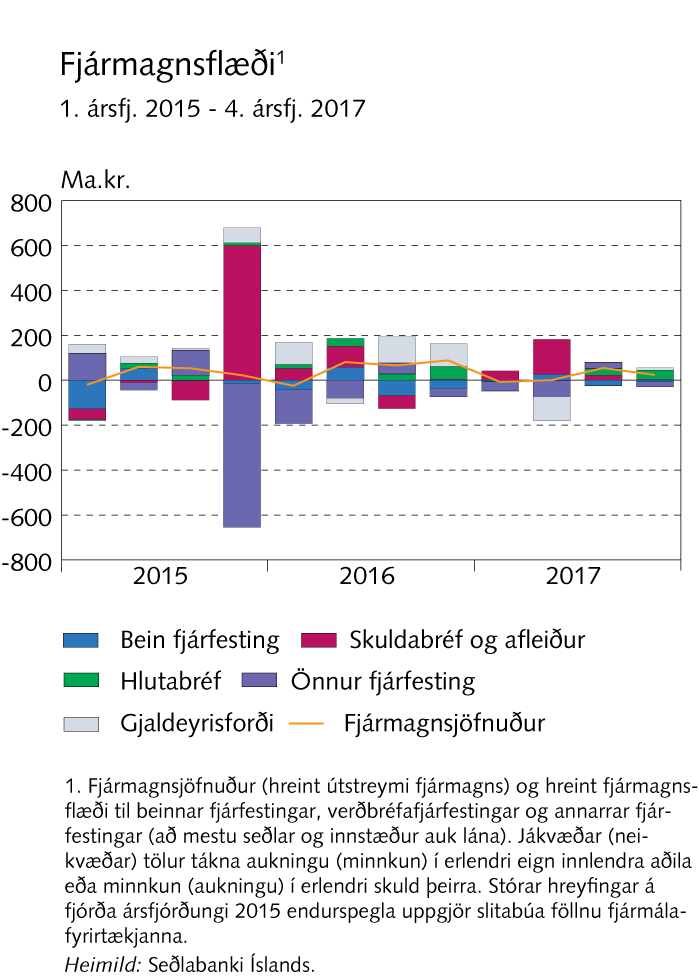 Fjármagnsflæði¹
1. ársfj. 2015 - 4. ársfj. 2017
Ma.kr.
800
600
400
200
0
-200
-400
-600
-800
2015 2016 2017
Bein fjárfesting Skuldabréf og afleiður
Hlutabréf Önnur fjárfesting
Gjaldeyrisforði Fjármagnsjöfnuður
1. Fjármagnsjöfnuður (hreint útstreymi fjármagns) og hreint fjármagns-
flæði til beinnar fjárfestingar, verðbréfafjárfestingar og annarrar fjár-
festingar (að mestu seðlar og innstæður auk lána). Jákvæðar (nei-
kvæðar) tölur tákna aukningu (minnkun) í erlendri eign innlendra aðila
eða minnkun (aukningu) í erlendri skuld þeirra. Stórar hreyfingar á
fjórða ársfjórðungi 2015 endurspegla uppgjör slitabúa föllnu fjármála-
fyrirtækjanna.
Heimild: Seðlabanki Íslands.